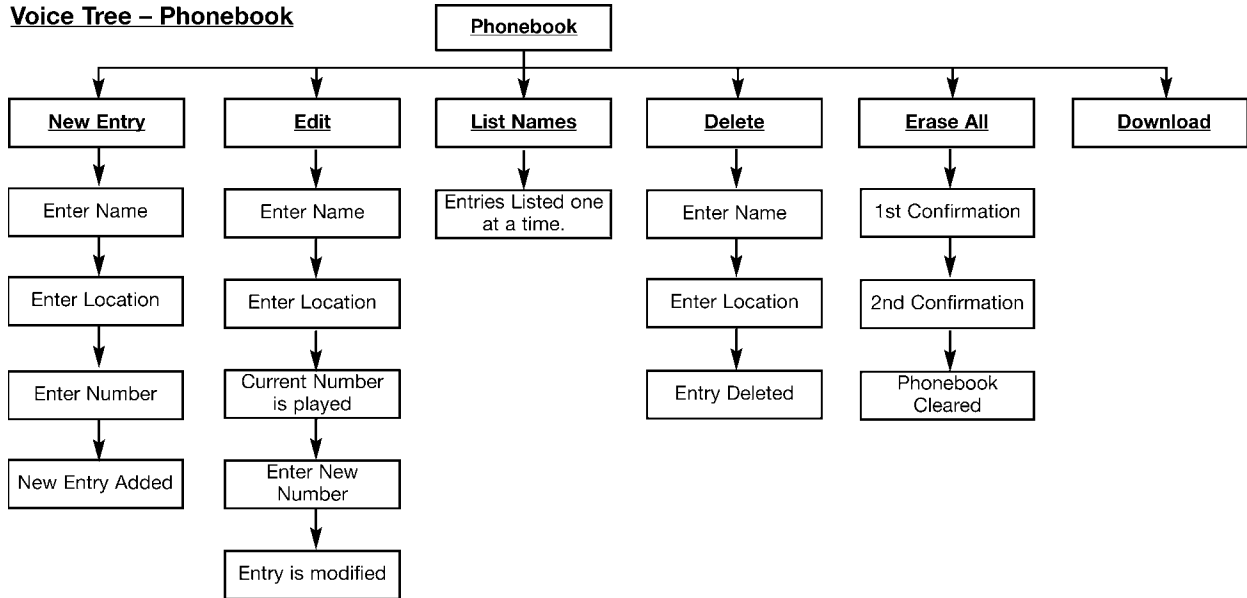 Voice Tree – Phonebook
Phonebook
New Entry
Edit
List Names
Delete
Erase All
Download
Enter Name
Enter Name
Entries Listed one
at a time.
Enter Name
1st Confirmation
Enter Location
Enter Location
Enter Location
2nd Confirmation
Enter Number
Current Number
is played
Entry Deleted
Phonebook
Cleared
New Entry Added
Enter New
Number
Entry is modified